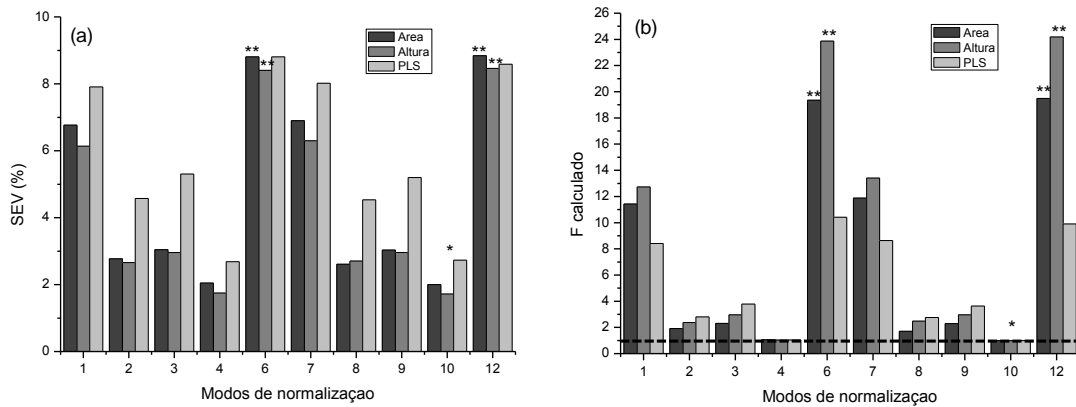 (a)
Area
Altura
PLS
10
8
6
4
2
0
SEV (%)
** ** * ** **
1 2 3 4 6 7 8 9 10 12
Modos de normalizaçao
(b)
Area
Altura
PLS
26
24
22
20
18
16
14
12
10
8
6
4
2
0
F calculado
** ** * ** **
1 2 3 4 6 7 8 9 10 12
Modos de normalizaçao